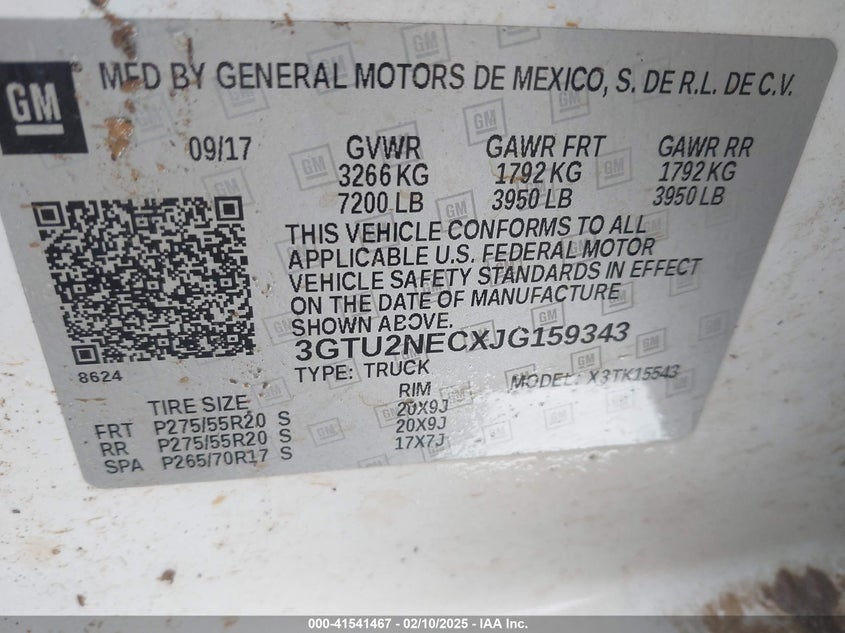 GM
MFD BY GENERAL MOTORS DE MEXICO, S. DE R.L. DE C.V.
09/17 GVWR GAWR FRT GAWR RR
3266 KG 1792 KG 1792 KG
7200 LB 3950 LB 3950 LB
THIS VEHICLE CONFORMS TO ALL
APPLICABLE U.S. FEDERAL MOTOR
VEHICLE SAFETY STANDARDS IN EFFECT
ON THE DATE OF MANUFACTURE
SHOWN ABOVE.
3GTU2NECXJG159343
8624 TYPE: TRUCK MODEL: X3TK15543
TIRE SIZE RIM
FRT P275/55R20 S 20X9J
RR P275/55R20 S 20X9J
SPA P265/70R17 S 17X7J
000-41541467 - 02/10/2025 - IAA Inc.